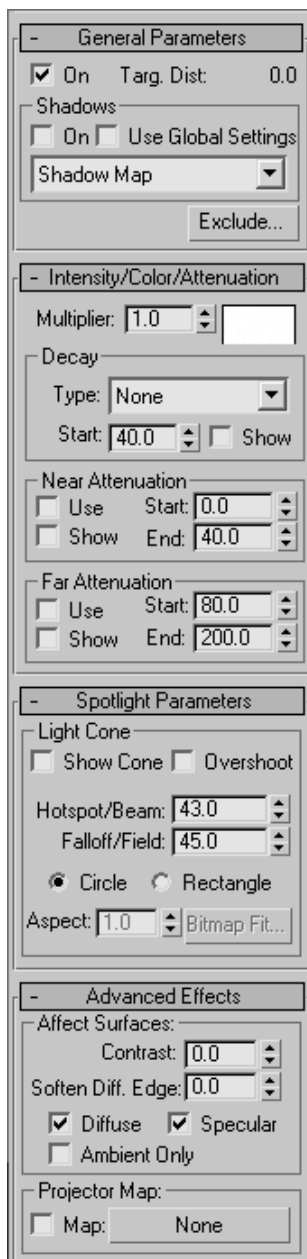 - General Parameters
On Targ. Dist: 0.0
Shadows
On Use Global Settings
Shadow Map
Exclude...
- Intensity/Color/Attenuation
Multiplier: 1.0
Decay
Type: None
Start: 40.0 Show
Near Attenuation
Use Start: 0.0
Show End: 40.0
Far Attenuation
Use Start: 80.0
Show End: 200.0
- Spotlight Parameters
Light Cone
Show Cone Overshoot
Hotspot/Beam: 43.0
Falloff/Field: 45.0
Circle Rectangle
Aspect: 1.0 Bitmap Fit...
- Advanced Effects
Affect Surfaces:
Contrast: 0.0
Soften Diff. Edge: 0.0
Diffuse Specular
Ambient Only
Projector Map:
Map: None